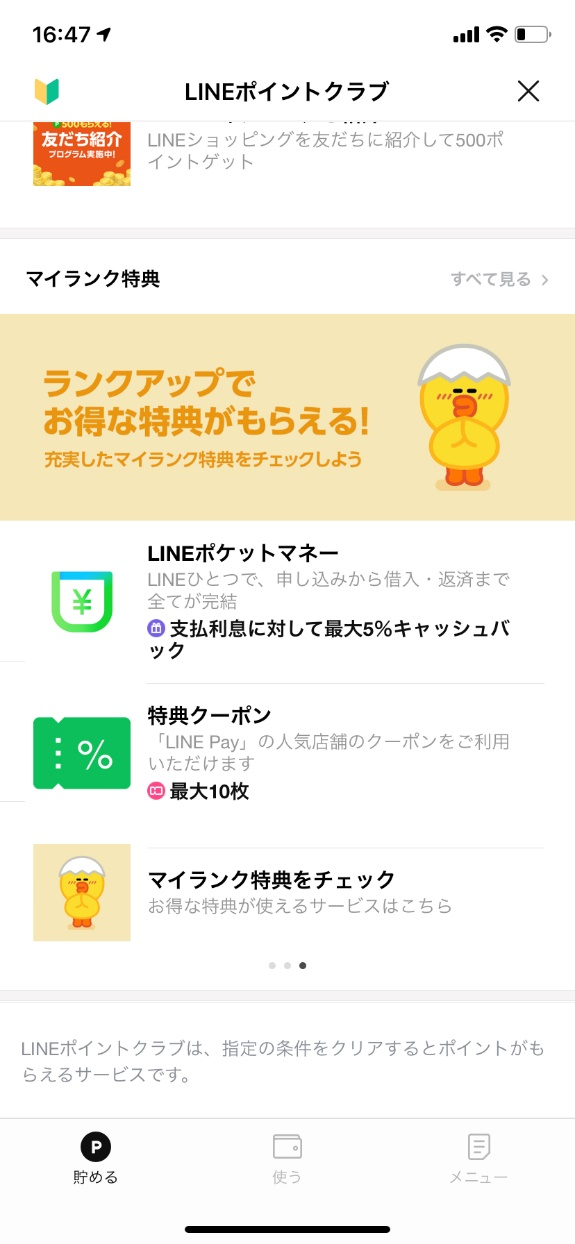 16:47
LINEポイントクラブ
500もらえる!
友だち紹介
プログラム実施中!
LINEショッピングを友だちに紹介して500ポ
イントゲット
マイランク特典
すべて見る
ランクアップで
お得な特典がもらえる!
充実したマイランク特典をチェックしよう
LINEポケットマネー
LINEひとつで、申し込みから借入・返済まで
全てが完結
支払利息に対して最大5%キャッシュバ
ック
特典クーポン
「LINE Pay」の人気店舗のクーポンをご利用
いただけます
最大10枚
マイランク特典をチェック
お得な特典が使えるサービスはこちら
LINEポイントクラブは、指定の条件をクリアするとポイントがも
らえるサービスです。
P
貯める
使う
メニュー